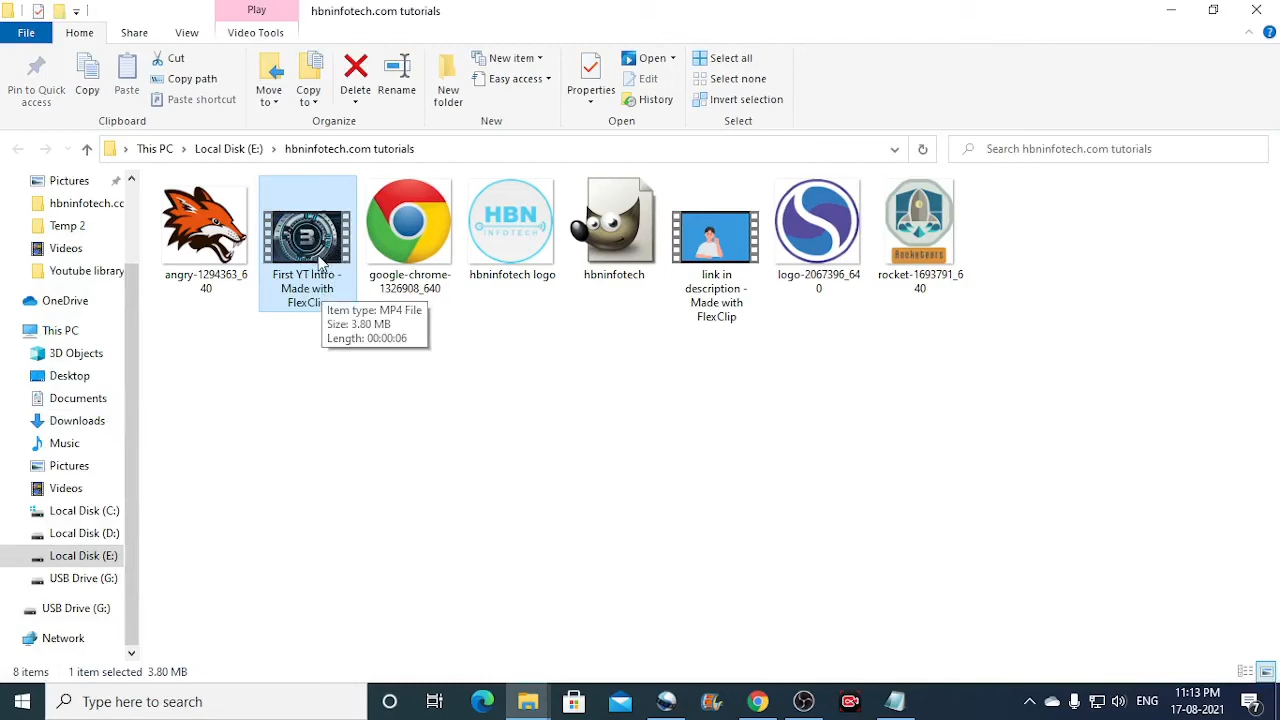 Play
hbninfotech.com tutorials
File
Home
Share
View
Video Tools
Pin to Quick
access
Copy
Paste
Cut
Copy path
Paste shortcut
Clipboard
Move
to
Copy
to
Delete
Rename
Organize
New
folder
New item
Easy access
New
Properties
Open
Edit
History
Open
Select all
Select none
Invert selection
Select
This PC
Local Disk (E:)
hbninfotech.com tutorials
Search hbninfotech.com tutorials
Pictures
hbninfotech.cc
Temp 2
Videos
Youtube library
OneDrive
This PC
3D Objects
Desktop
Documents
Downloads
Music
Pictures
Videos
Local Disk (C:)
Local Disk (D:)
Local Disk (E:)
USB Drive (G:)
USB Drive (G:)
Network
angry-1294363_6
40
3
First YT Intro -
Made with
FlexClip
Item type: MP4 File
Size: 3.80 MB
Length: 00:00:06
google-chrome-
1326908_640
HBN
INFOTECH
hbninfotech logo
hbninfotech
link in
description -
Made with
FlexClip
logo-2067396_64
0
Rocketeers
rocket-1693791_6
40
8 items
1 item selected 3.80 MB
Type here to search
ENG
11:13 PM
17-08-2021
7